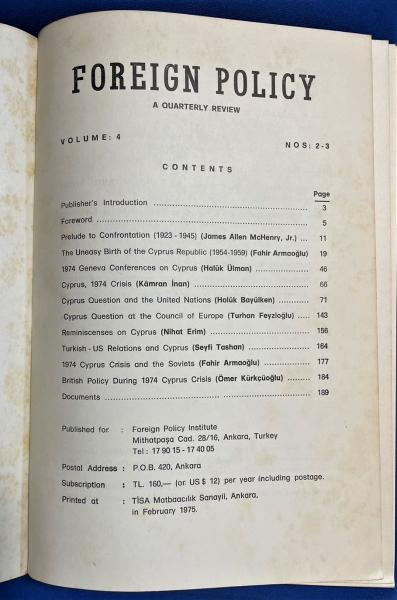 FOREIGN POLICY
A QUARTERLY REVIEW
VOLUME: 4 NOS: 2-3
CONTENTS
Page
Publisher's Introduction ........ 3
Foreword ........ 5
Prelude to Confrontation (1923-1945) (James Allen McHenry, Jr.) ... 11
The Uneasy Birth of the Cyprus Republic (1954-1959) (Fahir Armaoğlu) 19
1974 Geneva Conferences on Cyprus (Halûk Ülman) ........ 46
Cyprus, 1974 Crisis (Kâmran İnan) ........ 66
Cyprus Question and the United Nations (Halûk Bayülken) ........ 71
Cyprus Question at the Council of Europe (Turhan Feyzioğlu) ..... 143
Reminiscenses on Cyprus (Nihat Erim) ........ 156
Turkish-US Relations and Cyprus (Seyfi Tashan) ........ 164
1974 Cyprus Crisis and the Soviets (Fahir Armaoğlu) ........ 177
British Policy During 1974 Cyprus Crisis (Ömer Kürkçüoğlu) ........ 184
Documents ........ 189
Published for : Foreign Policy Institute
Mithatpaşa Cad. 28/16, Ankara, Turkey
Tel: 17 90 15 - 17 40 05
Postal Address : P.O.B. 420, Ankara
Subscription : TL. 160,— (or. US $ 12) per year including postage.
Printed at : TİSA Matbaacılık Sanayii, Ankara,
in February 1975.